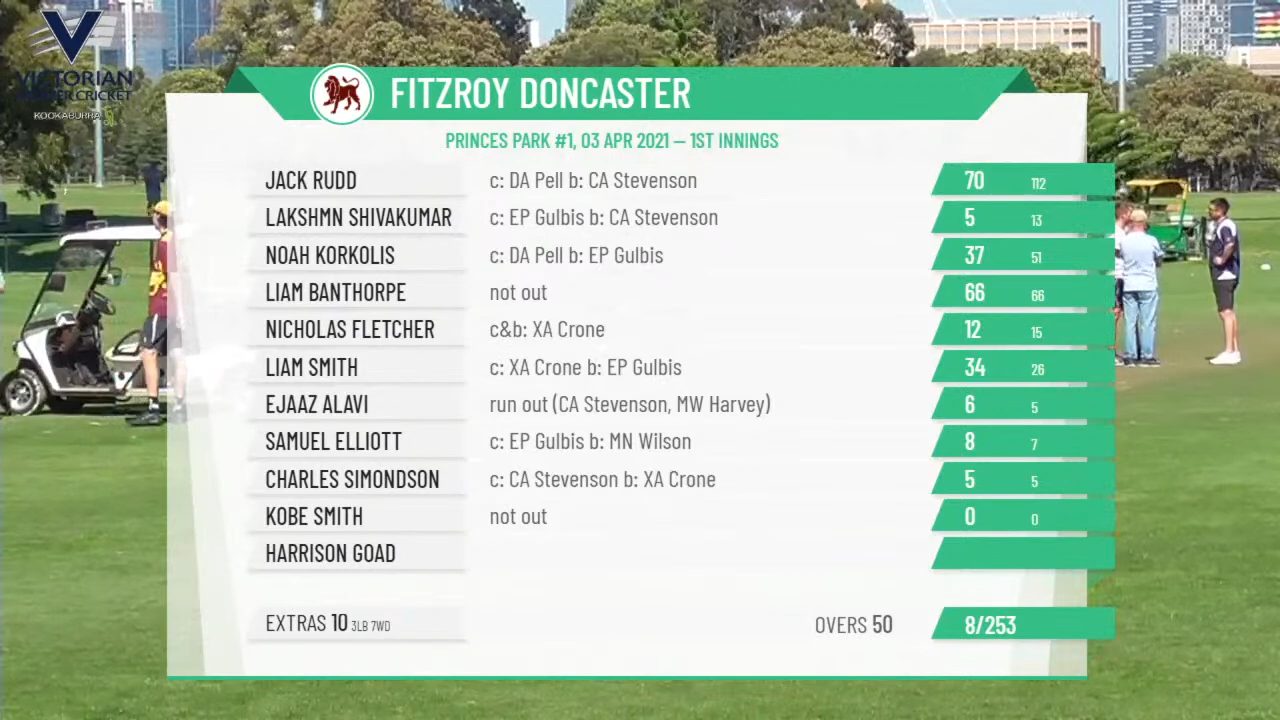 VICTORIAN
PREMIER CRICKET
KOOKABURRA
FITZROY DONCASTER
PRINCES PARK #1, 03 APR 2021 – 1ST INNINGS
JACK RUDD c: DA Pell b: CA Stevenson 70 112
LAKSHMN SHIVAKUMAR c: EP Gulbis b: CA Stevenson 5 13
NOAH KORKOLIS c: DA Pell b: EP Gulbis 37 51
LIAM BANTHORPE not out 66 66
NICHOLAS FLETCHER c&b: XA Crone 12 15
LIAM SMITH c: XA Crone b: EP Gulbis 34 26
EJAAZ ALAVI run out (CA Stevenson, MW Harvey) 6 5
SAMUEL ELLIOTT c: EP Gulbis b: MN Wilson 8 7
CHARLES SIMONDSON c: CA Stevenson b: XA Crone 5 5
KOBE SMITH not out 0 0
HARRISON GOAD
EXTRAS 10 3LB 7WD OVERS 50 8/253